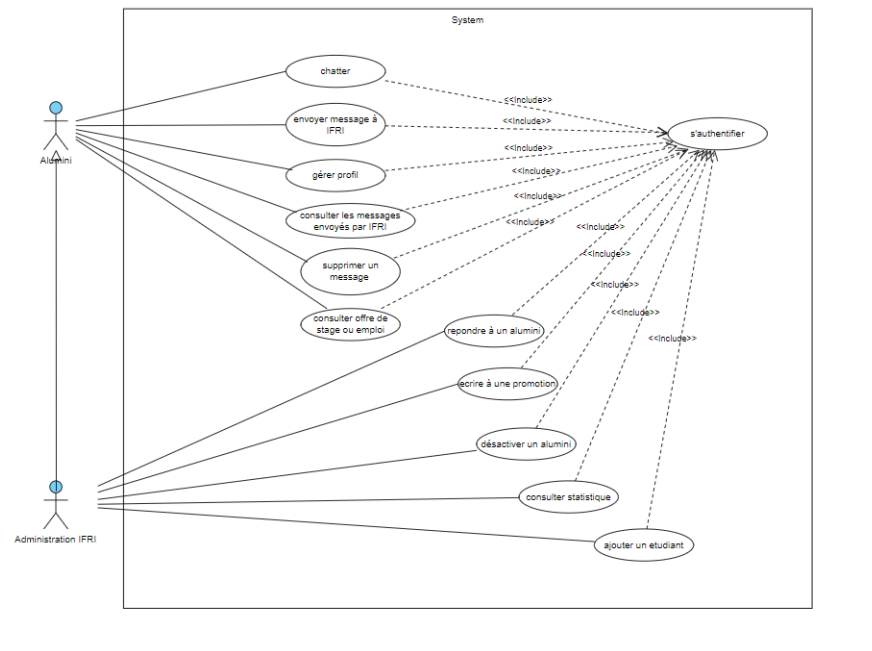 System
chatter
<<Include>>
envoyer message à
IFRI
<<Include>>
s'authentifier
Alumini
<<Include>>
gérer profil
<<Include>>
<<Include>>
consulter les messages
envoyés par IFRI
<<Include>>
<<Include>>
<<Include>>
supprimer un
message
<<Include>>
<<Include>>
consulter offre de
stage ou emploi
repondre à un alumini
<<Include>>
ecrire à une promotion
désactiver un alumini
consulter statistique
Administration IFRI
ajouter un etudiant